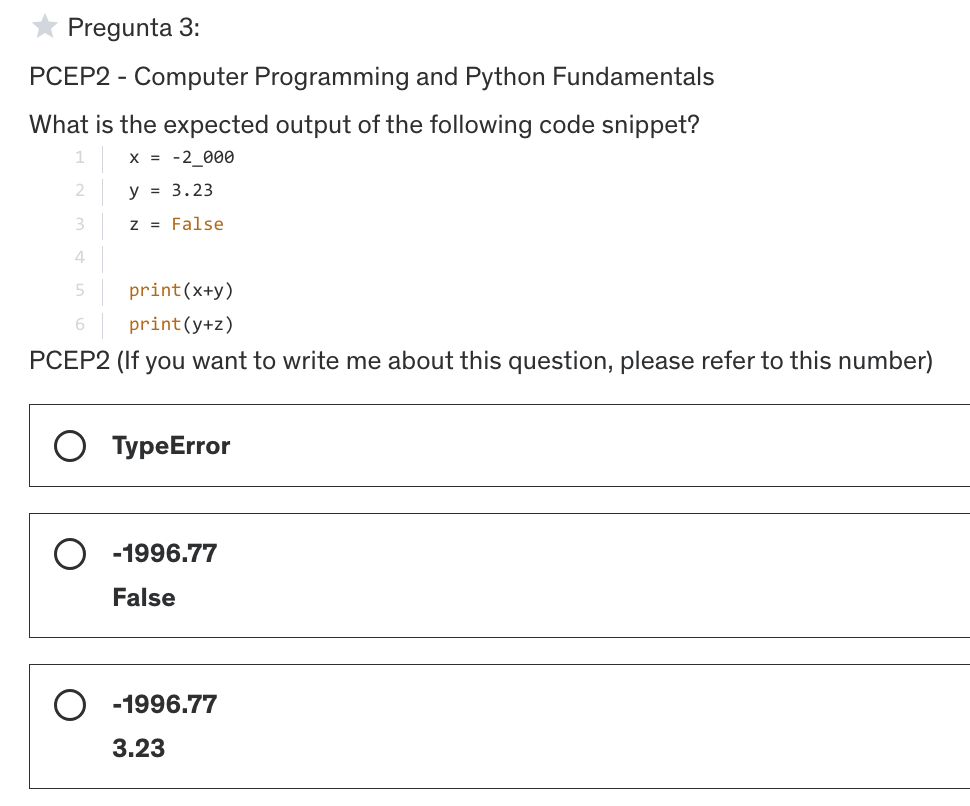 Pregunta 3:
PCEP2 - Computer Programming and Python Fundamentals
What is the expected output of the following code snippet?
1 x = -2_000
2 y = 3.23
3 z = False
4
5 print(x+y)
6 print(y+z)
PCEP2 (If you want to write me about this question, please refer to this number)
TypeError
-1996.77
False
-1996.77
3.23